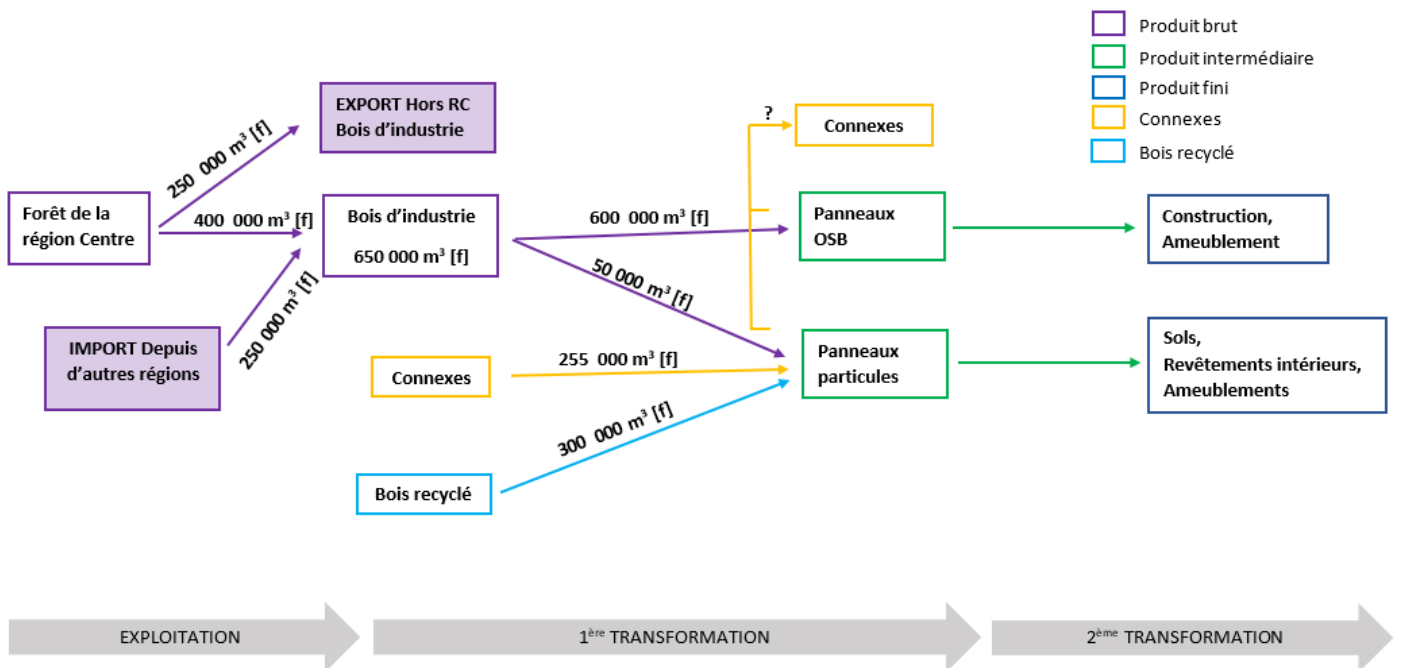 Produit brut
Produit intermédiaire
Produit fini
Connexes
Bois recyclé
EXPORT Hors RC
Bois d'industrie
250 000 m³ [f]
?
Connexes
Forêt de la
région Centre
400 000 m³ [f]
Bois d'industrie
650 000 m³ [f]
600 000 m³ [f]
Panneaux
OSB
Construction,
Ameublement
50 000 m³ [f]
250 000 m³ [f]
IMPORT Depuis
d'autres régions
Connexes
255 000 m³ [f]
Panneaux
particules
Sols,
Revêtements intérieurs,
Ameublements
300 000 m³ [f]
Bois recyclé
EXPLOITATION
1ère TRANSFORMATION
2ème TRANSFORMATION